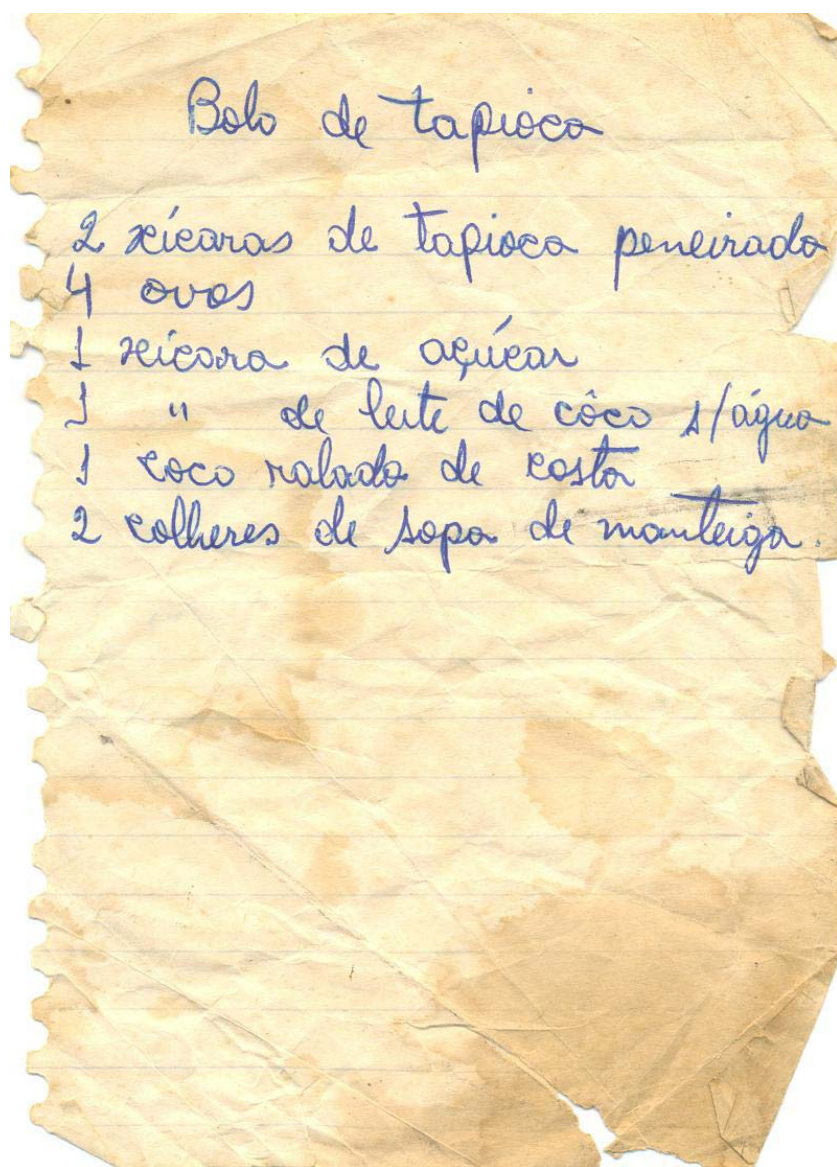 Bolo de tapioca
2 xícaras de tapioca peneirada
4 ovos
1 xícara de açúcar
1 " de leite de côco s/água
1 coco ralado de costa
2 colheres de sopa de manteiga.